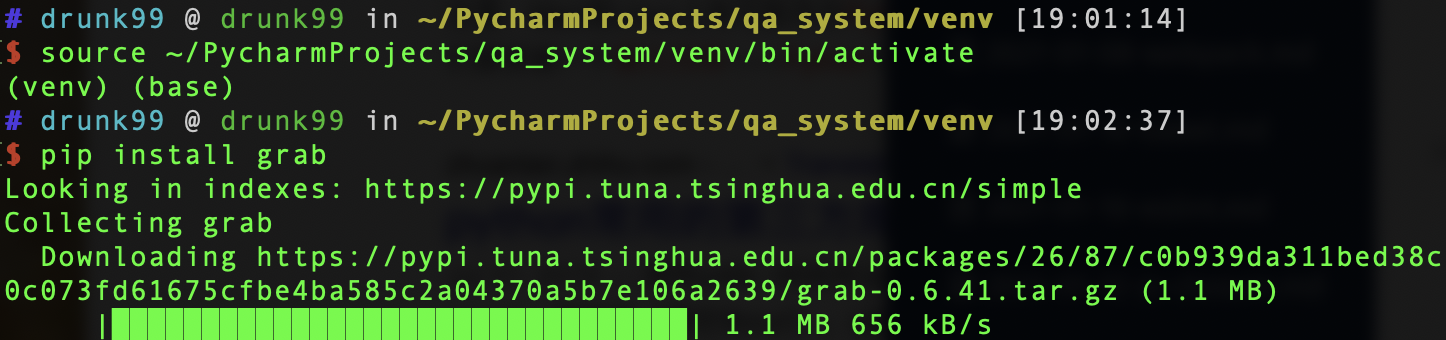 # drunk99 @ drunk99 in ~/PycharmProjects/qa_system/venv [19:01:14]
$ source ~/PycharmProjects/qa_system/venv/bin/activate
(venv) (base)
# drunk99 @ drunk99 in ~/PycharmProjects/qa_system/venv [19:02:37]
$ pip install grab
Looking in indexes: https://pypi.tuna.tsinghua.edu.cn/simple
Collecting grab
Downloading https://pypi.tuna.tsinghua.edu.cn/packages/26/87/c0b939da311bed38c
0c073fd61675cfbe4ba585c2a04370a5b7e106a2639/grab-0.6.41.tar.gz (1.1 MB)
|████████████████████████████████| 1.1 MB 656 kB/s